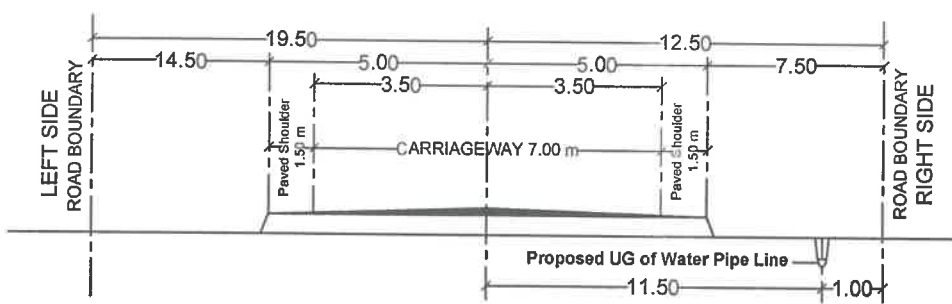 19.50
12.50
14.50
5.00
5.00
7.50
3.50
3.50
LEFT SIDE
ROAD BOUNDARY
Paved Shoulder
1.50 m
CARRIAGEWAY 7.00 m
Paved Shoulder
1.50 m
ROAD BOUNDARY
RIGHT SIDE
Proposed UG of Water Pipe Line
11.50
1.00